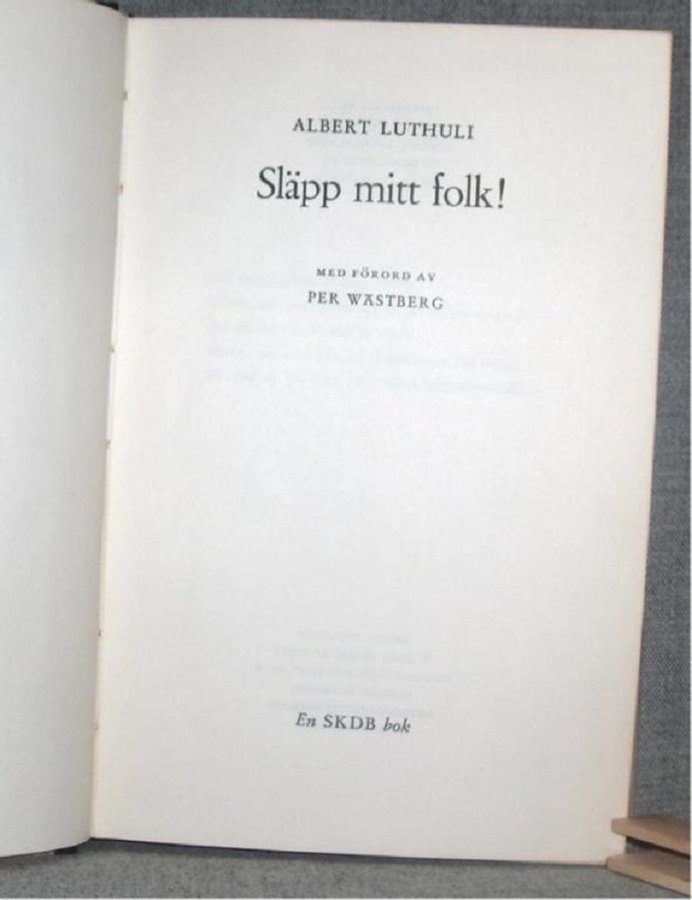 ALBERT LUTHULI
Släpp mitt folk!
MED FÖRORD AV
PER WÄSTBERG
En SKDB bok